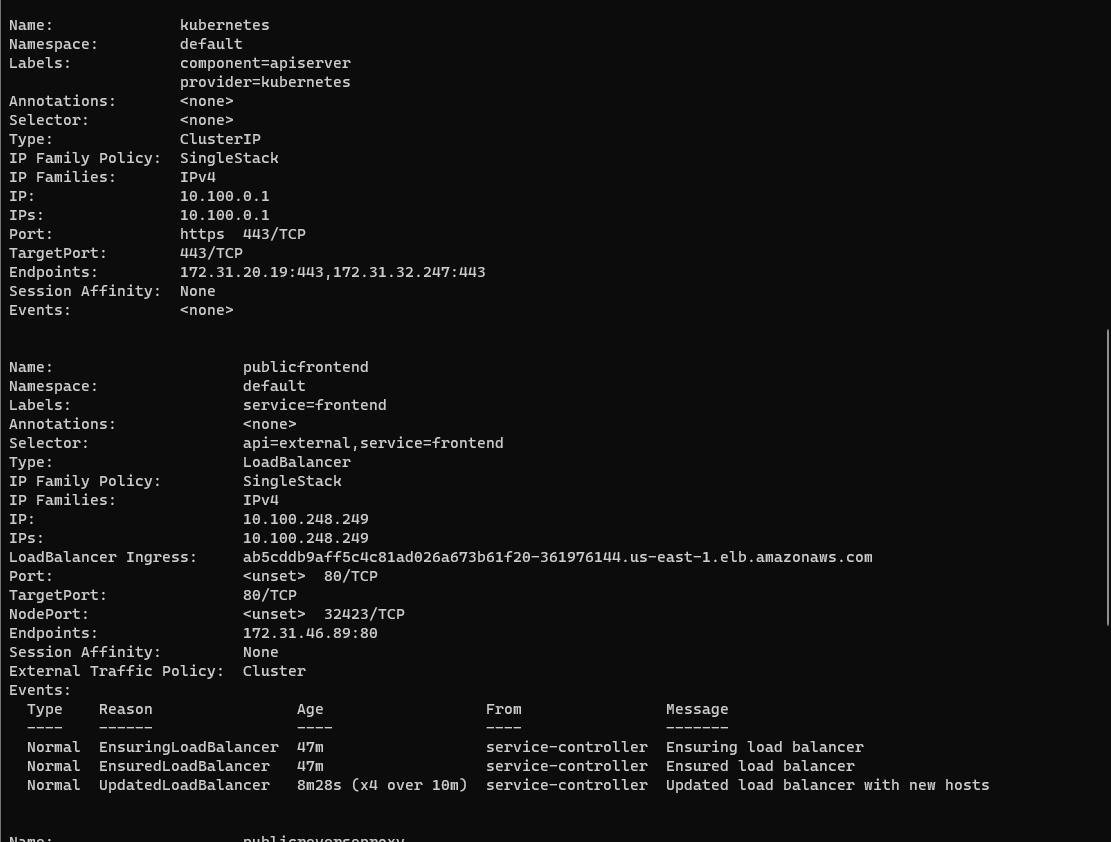 Name:              kubernetes
Namespace:         default
Labels:            component=apiserver
                   provider=kubernetes
Annotations:       <none>
Selector:          <none>
Type:              ClusterIP
IP Family Policy:  SingleStack
IP Families:       IPv4
IP:                10.100.0.1
IPs:               10.100.0.1
Port:              https  443/TCP
TargetPort:        443/TCP
Endpoints:         172.31.20.19:443,172.31.32.247:443
Session Affinity:  None
Events:            <none>
Name:                     publicfrontend
Namespace:                default
Labels:                   service=frontend
Annotations:              <none>
Selector:                 api=external,service=frontend
Type:                     LoadBalancer
IP Family Policy:         SingleStack
IP Families:              IPv4
IP:                       10.100.248.249
IPs:                      10.100.248.249
LoadBalancer Ingress:     ab5cddb9aff5c4c81ad026a673b61f20-361976144.us-east-1.elb.amazonaws.com
Port:                     <unset>  80/TCP
TargetPort:               80/TCP
NodePort:                 <unset>  32423/TCP
Endpoints:                172.31.46.89:80
Session Affinity:         None
External Traffic Policy:  Cluster
Events:
  Type    Reason                Age                  From                Message
  ----    ------                ----                 ----                -------
  Normal  EnsuringLoadBalancer  47m                  service-controller  Ensuring load balancer
  Normal  EnsuredLoadBalancer   47m                  service-controller  Ensured load balancer
  Normal  UpdatedLoadBalancer   8m28s (x4 over 10m)  service-controller  Updated load balancer with new hosts
Name:                     publicreverseproxy